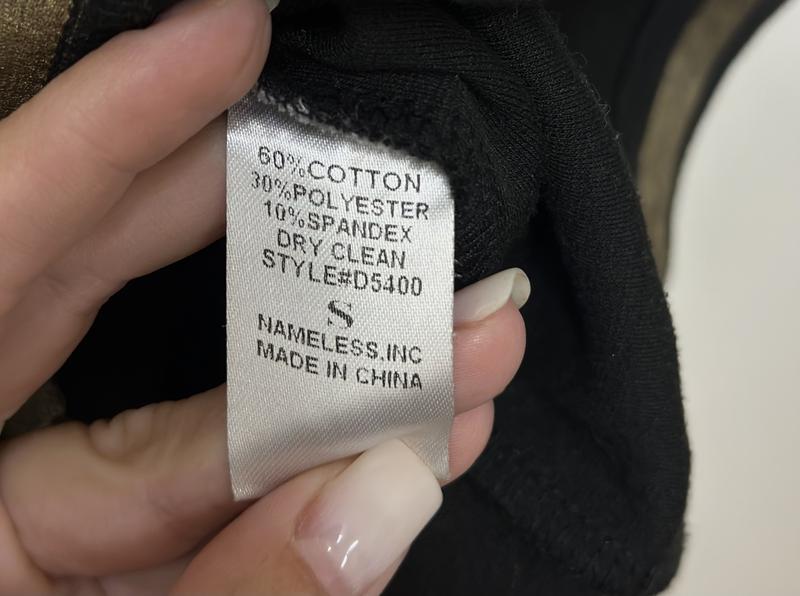 60%COTTON
30%POLYESTER
10%SPANDEX
DRY CLEAN
STYLE#D5400
S
NAMELESS.INC
MADE IN CHINA